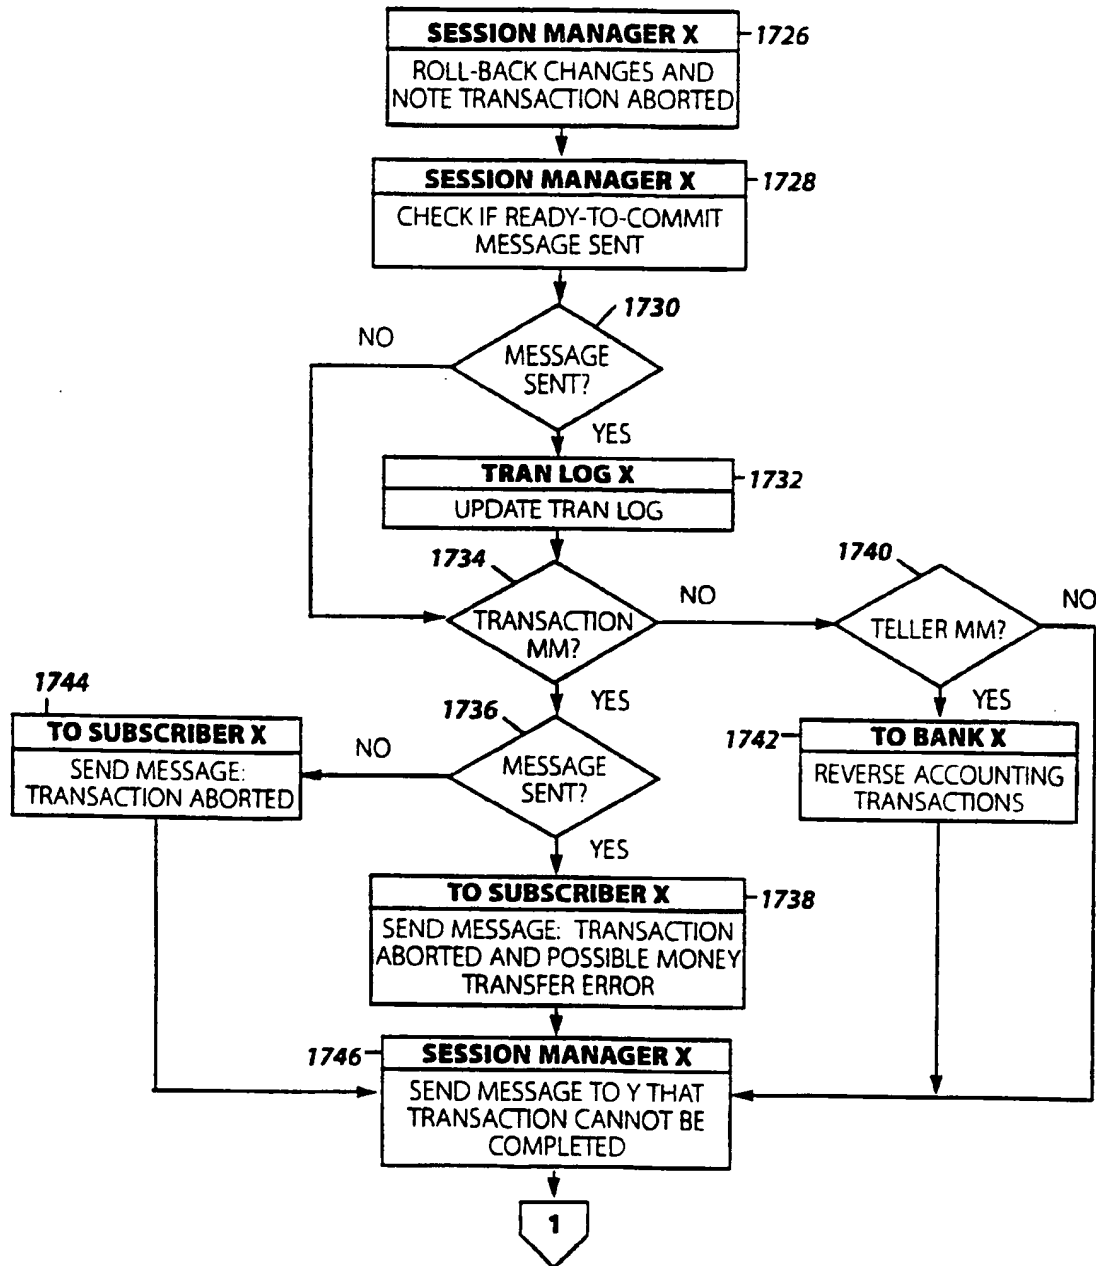 SESSION MANAGER X
1726
ROLL-BACK CHANGES AND
NOTE TRANSACTION ABORTED
SESSION MANAGER X
1728
CHECK IF READY-TO-COMMIT
MESSAGE SENT
1730
NO
MESSAGE
SENT?
YES
TRAN LOG X
1732
UPDATE TRAN LOG
1734
1740
NO
NO
TRANSACTION
MM?
TELLER MM?
1744
YES
1736
YES
TO SUBSCRIBER X
NO
1742
TO BANK X
SEND MESSAGE:
TRANSACTION ABORTED
MESSAGE
SENT?
REVERSE ACCOUNTING
TRANSACTIONS
YES
TO SUBSCRIBER X
1738
SEND MESSAGE: TRANSACTION
ABORTED AND POSSIBLE MONEY
TRANSFER ERROR
1746
SESSION MANAGER X
SEND MESSAGE TO Y THAT
TRANSACTION CANNOT BE
COMPLETED
1